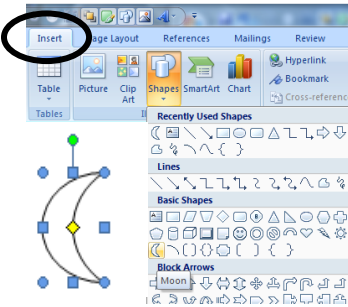 Insert Page Layout References Mailings Review
Table Picture Clip Art Shapes SmartArt Chart
Hyperlink
Bookmark
Cross-referenc
Tables
Recently Used Shapes
Lines
Basic Shapes
Block Arrows
Moon